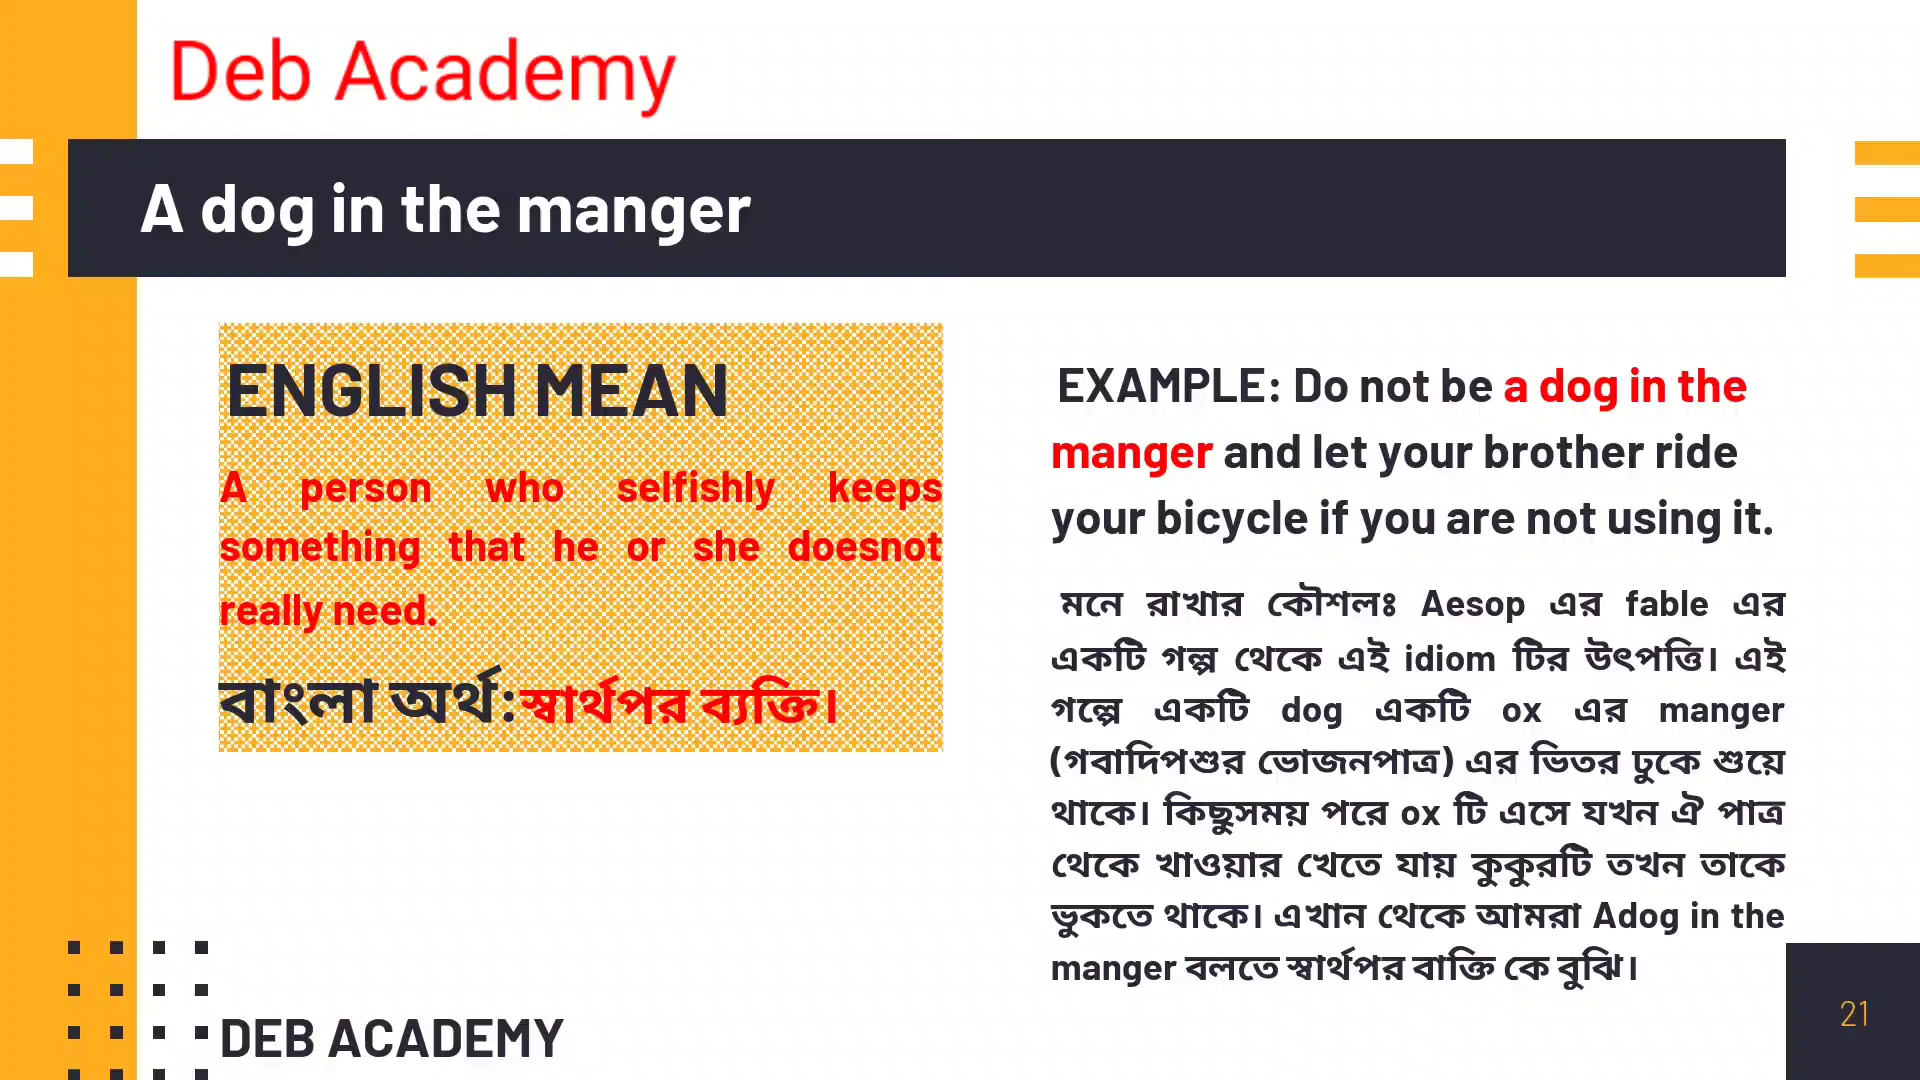 Deb Academy
A dog in the manger
ENGLISH MEAN
A person who selfishly keeps
something that he or she doesnot
really need.
বাংলা অর্থ:স্বার্থপর ব্যক্তি।
EXAMPLE: Do not be a dog in the
manger and let your brother ride
your bicycle if you are not using it.
মনে রাখার কৌশলঃ Aesop এর fable এর
একটি গল্প থেকে এই idiom টির উৎপত্তি। এই
গল্পে একটি dog একটি ox এর manger
(গবাদিপশুর ভোজনপাত্র) এর ভিতর ঢুকে শুয়ে
থাকে। কিছুসময় পরে ox টি এসে যখন ঐ পাত্র
থেকে খাওয়ার খেতে যায় কুকুরটি তখন তাকে
ভুকতে থাকে। এখান থেকে আমরা Adog in the
manger বলতে স্বার্থপর বাক্তি কে বুঝি।
DEB ACADEMY
21